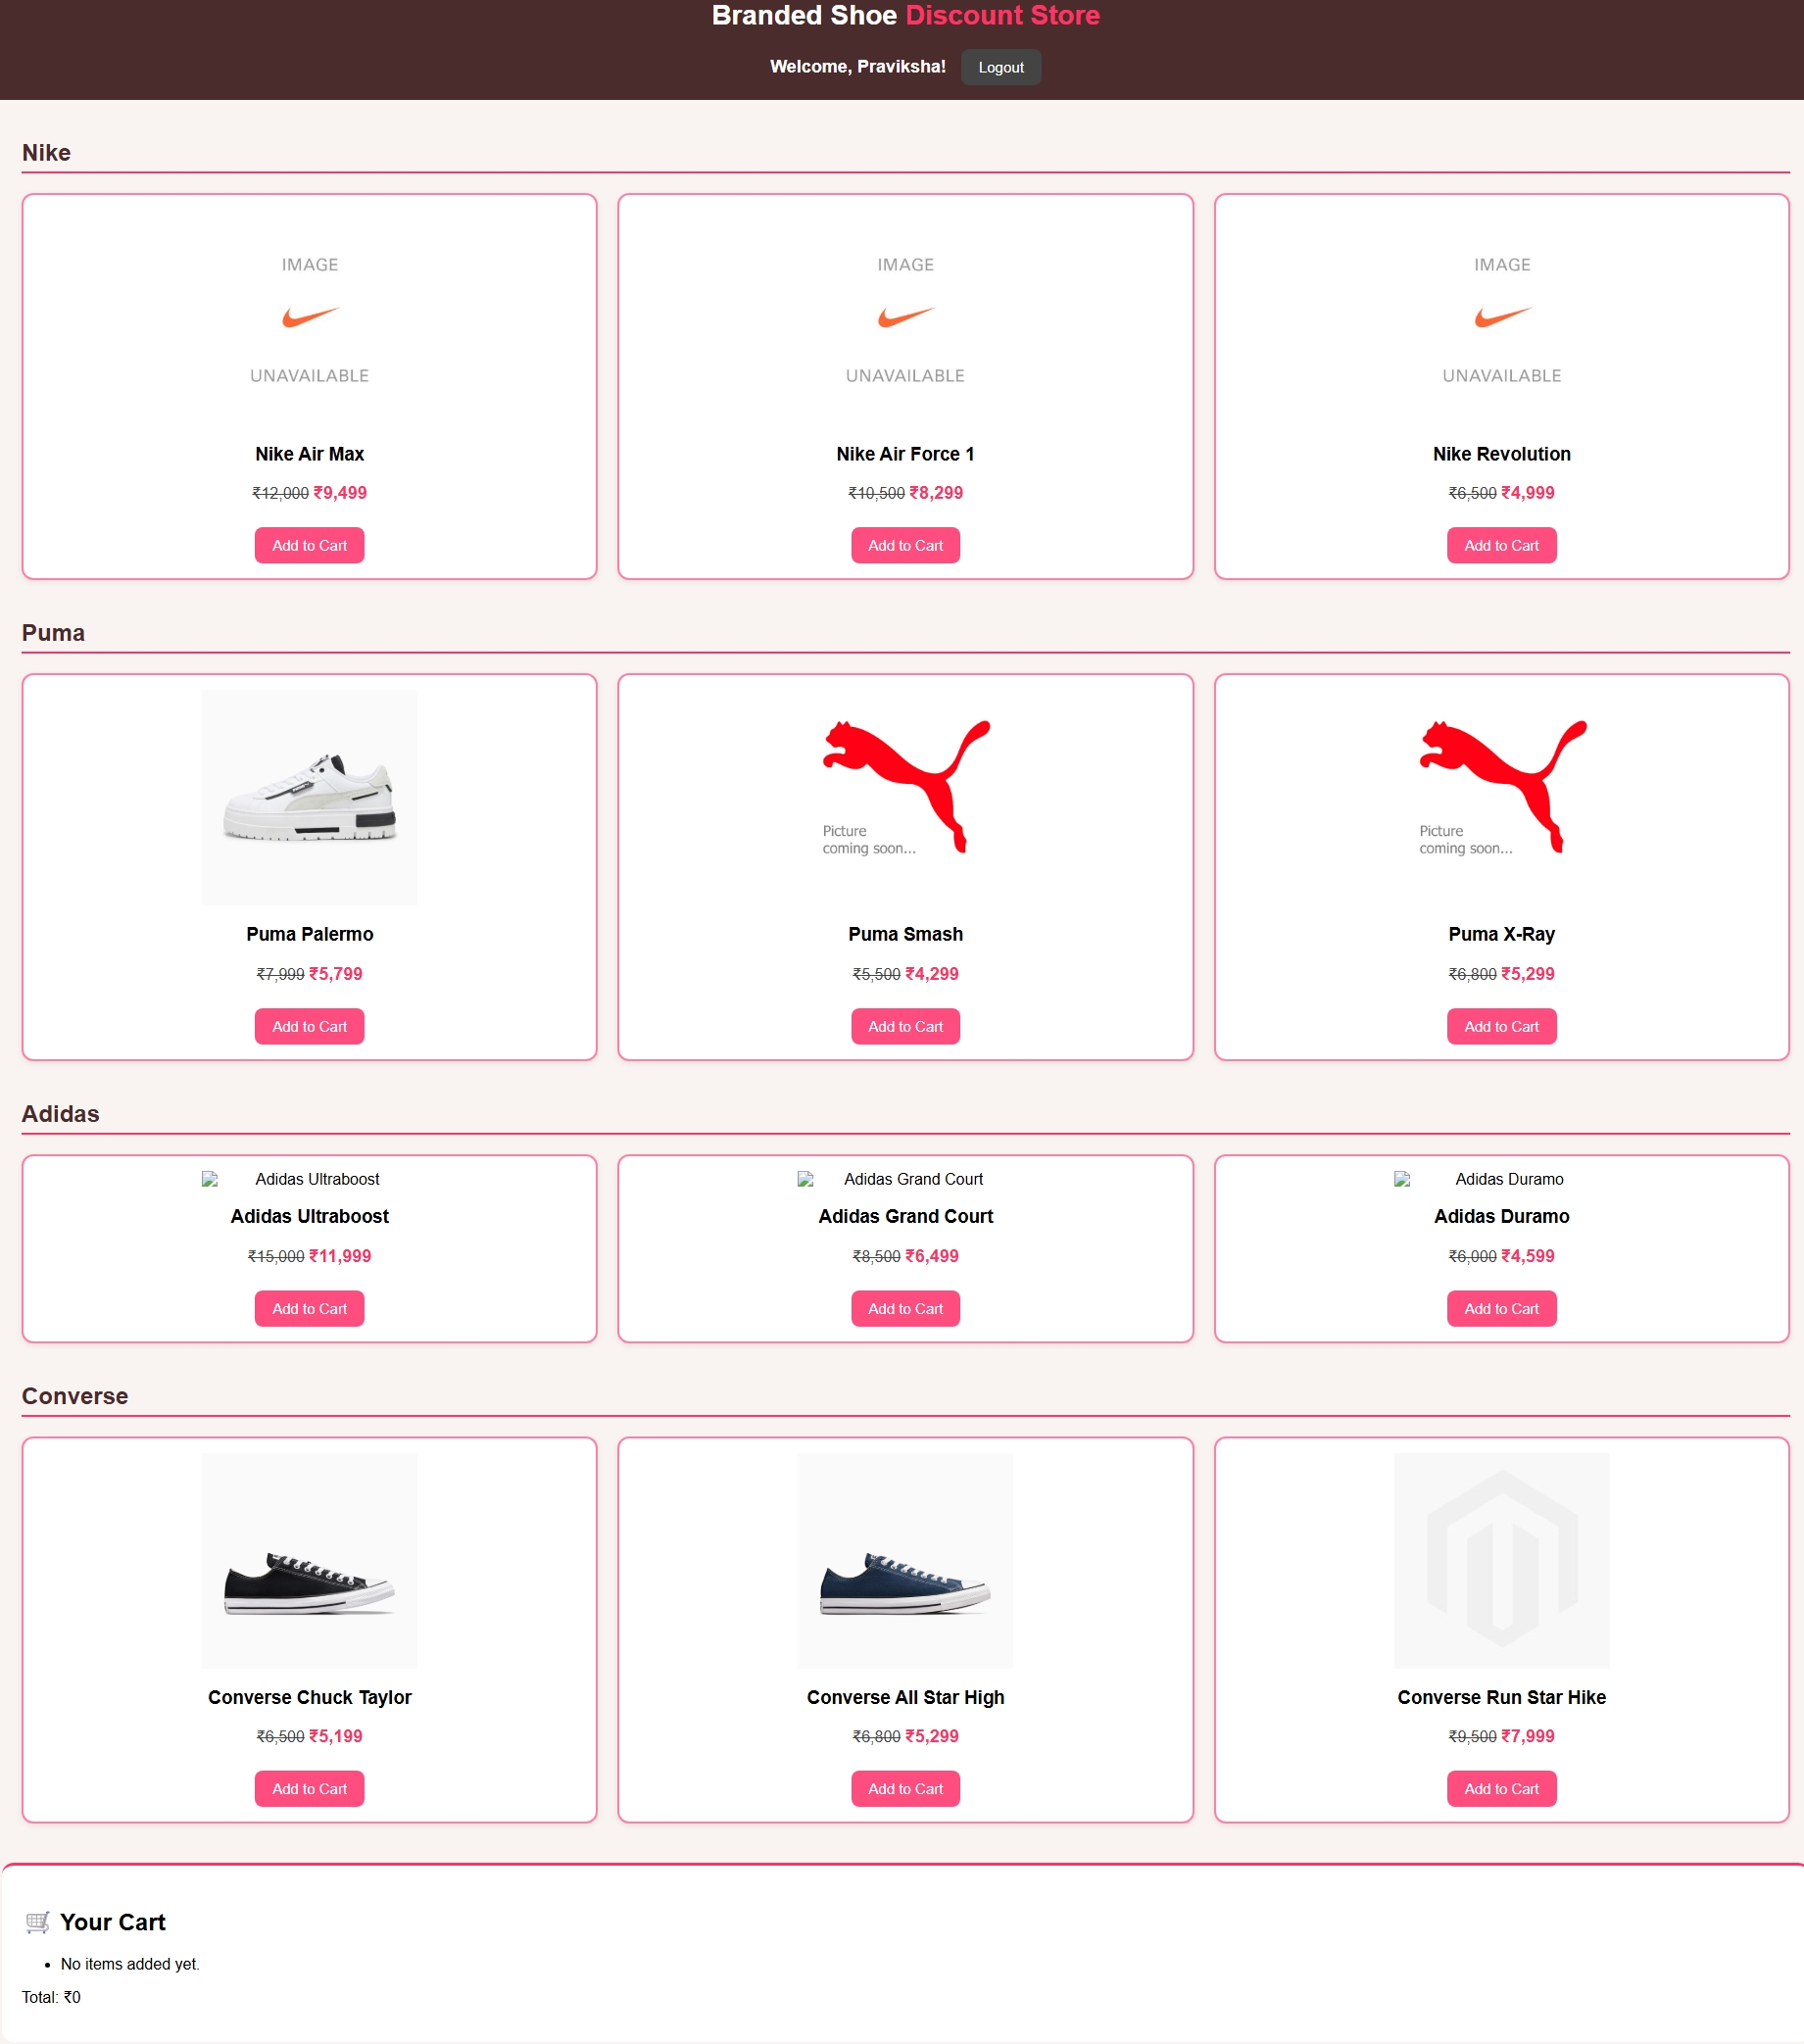 Branded Shoe Discount Store
Welcome, Praviksha! Logout
Nike
IMAGE
UNAVAILABLE
Nike Air Max
₹12,000 ₹9,499
Add to Cart
IMAGE
UNAVAILABLE
Nike Air Force 1
₹10,500 ₹8,299
Add to Cart
IMAGE
UNAVAILABLE
Nike Revolution
₹6,500 ₹4,999
Add to Cart
Puma
Puma Palermo
₹7,999 ₹5,799
Add to Cart
Picture
coming soon...
Puma Smash
₹5,500 ₹4,299
Add to Cart
Picture
coming soon...
Puma X-Ray
₹6,800 ₹5,299
Add to Cart
Adidas
Adidas Ultraboost
Adidas Ultraboost
₹15,000 ₹11,999
Add to Cart
Adidas Grand Court
Adidas Grand Court
₹8,500 ₹6,499
Add to Cart
Adidas Duramo
Adidas Duramo
₹6,000 ₹4,599
Add to Cart
Converse
Converse Chuck Taylor
₹6,500 ₹5,199
Add to Cart
Converse All Star High
₹6,800 ₹5,299
Add to Cart
Converse Run Star Hike
₹9,500 ₹7,999
Add to Cart
🛒 Your Cart
• No items added yet.
Total: ₹0